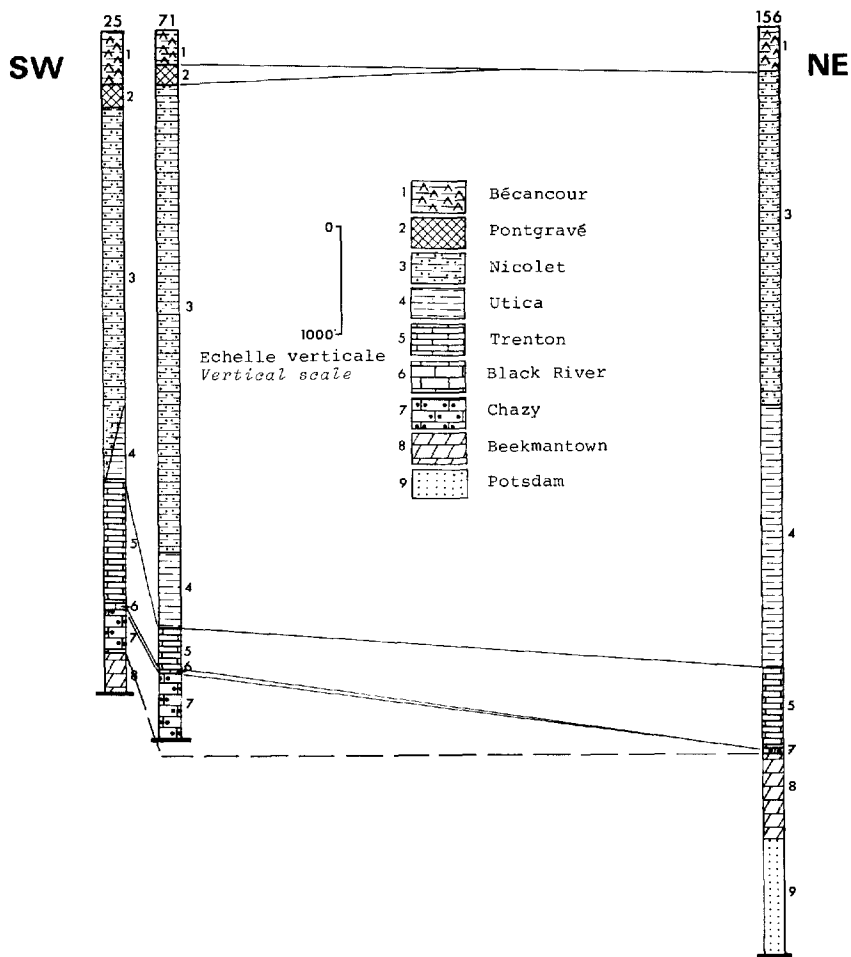 25
71
156
SW
NE
1
2
3
4
5
6
7
8
1
2
3
4
5
6
7
0
1000'
Echelle verticale
Vertical scale
1 Bécancour
2 Pontgravé
3 Nicolet
4 Utica
5 Trenton
6 Black River
7 Chazy
8 Beekmantown
9 Potsdam
1
3
4
5
7
8
9